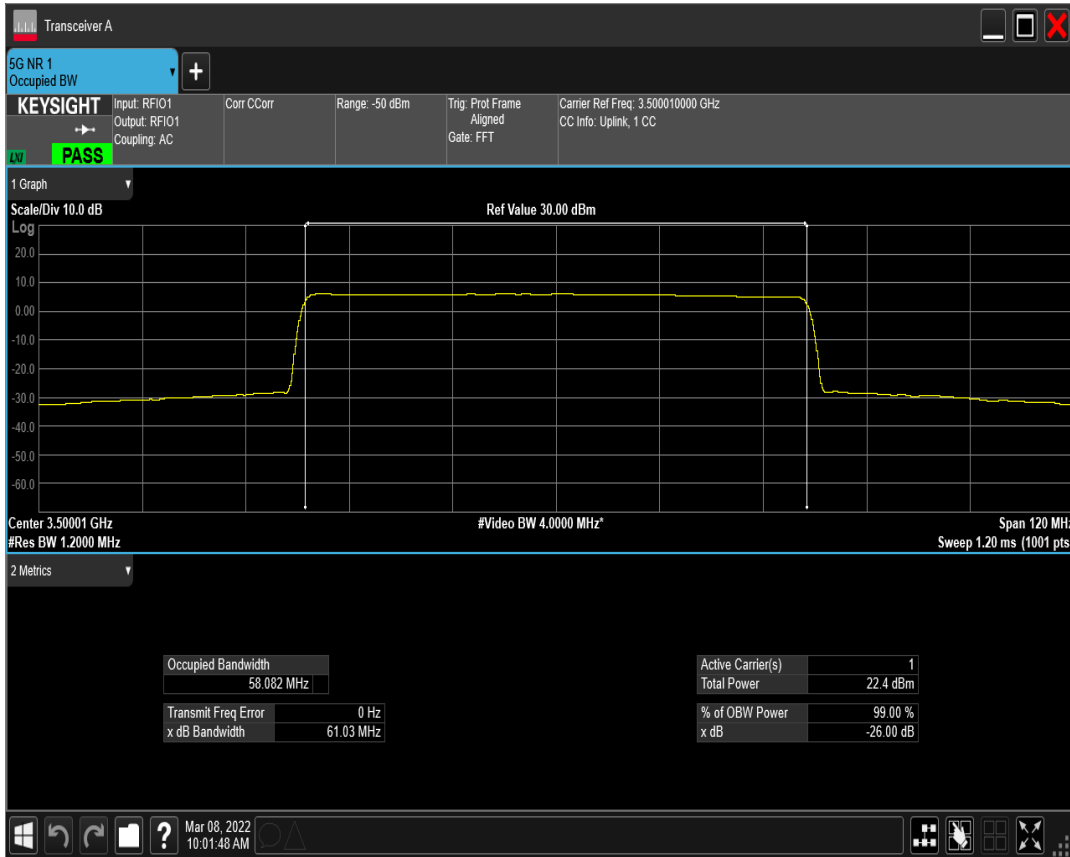 Transceiver A
5G NR 1
Occupied BW
KEYSIGHT
LXI
PASS
Input: RFIO1
Output: RFIO1
Coupling: AC
Corr CCorr
Range: -50 dBm
Trig: Prot Frame
Aligned
Gate: FFT
Carrier Ref Freq: 3.500010000 GHz
CC Info: Uplink, 1 CC
1 Graph
Scale/Div 10.0 dB
Ref Value 30.00 dBm
Log
20.0
10.0
0.00
-10.0
-20.0
-30.0
-40.0
-50.0
-60.0
Center 3.50001 GHz
#Video BW 4.0000 MHz*
Span 120 MHz
#Res BW 1.2000 MHz
Sweep 1.20 ms (1001 pts
2 Metrics
Occupied Bandwidth
58.082 MHz
Transmit Freq Error 0 Hz
x dB Bandwidth 61.03 MHz
Active Carrier(s) 1
Total Power 22.4 dBm
% of OBW Power 99.00 %
x dB -26.00 dB
?
Mar 08, 2022
10:01:48 AM